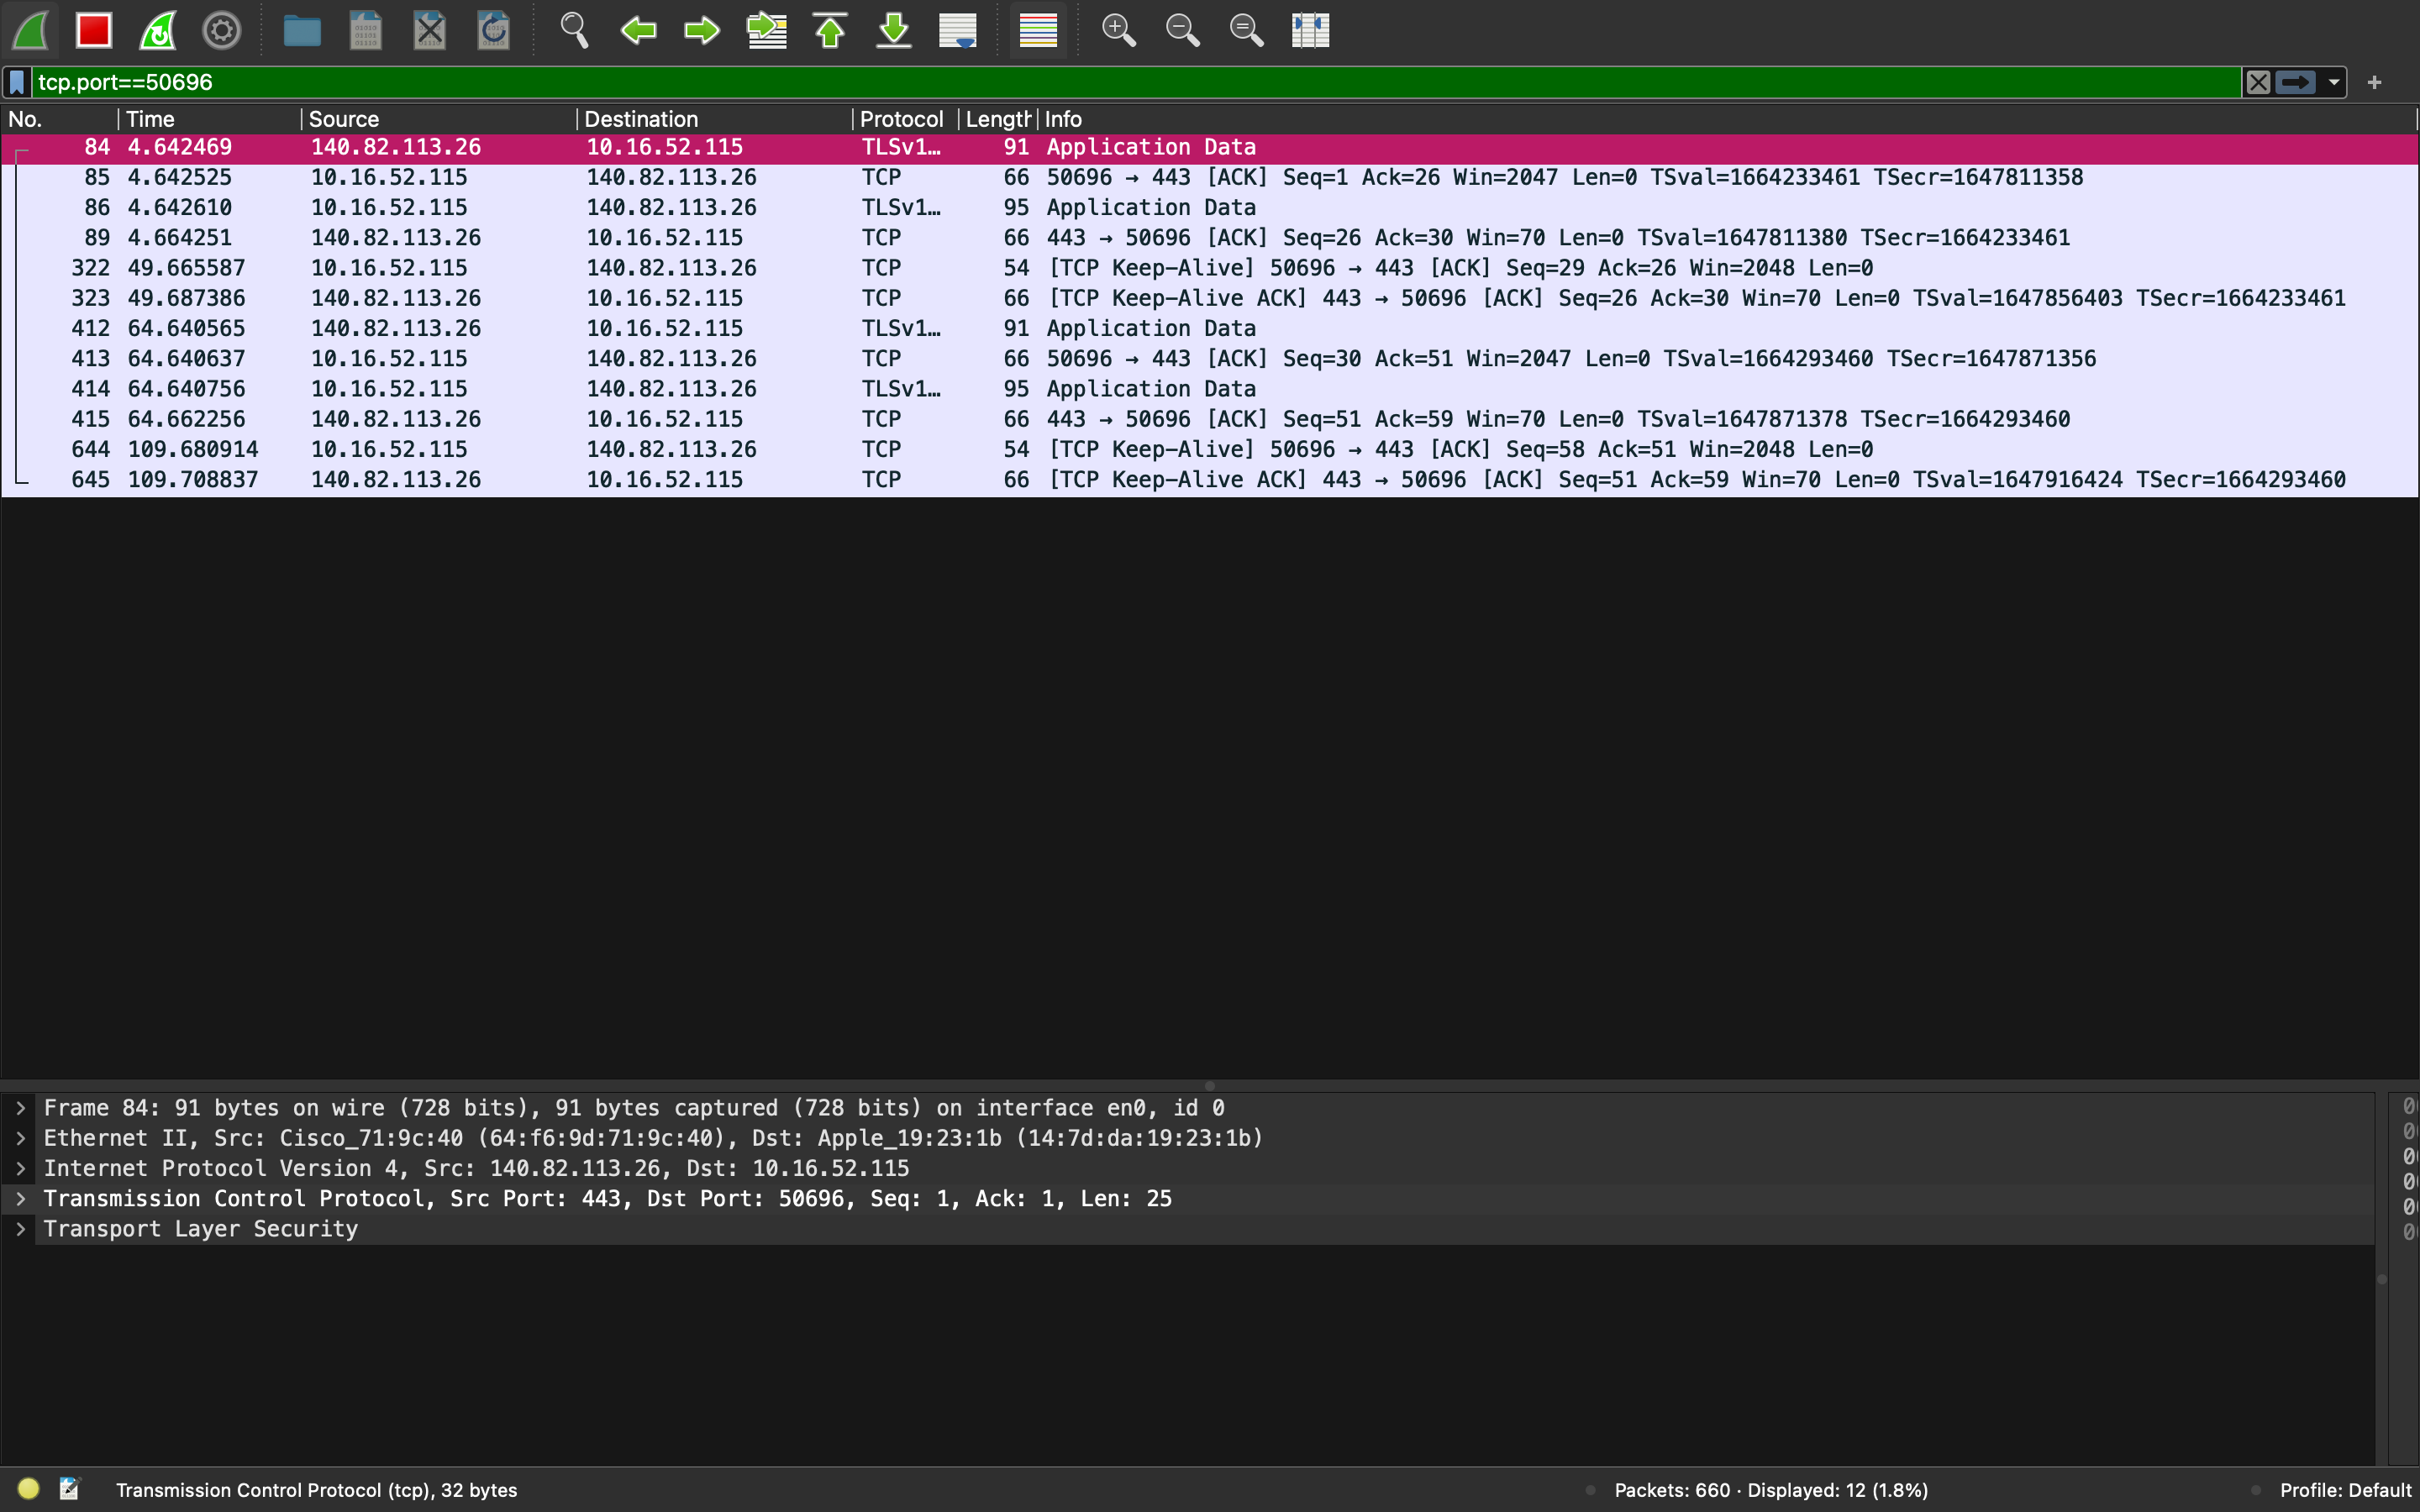 tcp.port==50696
No. Time Source Destination Protocol Length Info
84 4.642469 140.82.113.26 10.16.52.115 TLSv1… 91 Application Data
85 4.642525 10.16.52.115 140.82.113.26 TCP 66 50696 → 443 [ACK] Seq=1 Ack=26 Win=2047 Len=0 TSval=1664233461 TSecr=1647811358
86 4.642610 10.16.52.115 140.82.113.26 TLSv1… 95 Application Data
89 4.664251 140.82.113.26 10.16.52.115 TCP 66 443 → 50696 [ACK] Seq=26 Ack=30 Win=70 Len=0 TSval=1647811380 TSecr=1664233461
322 49.665587 10.16.52.115 140.82.113.26 TCP 54 [TCP Keep-Alive] 50696 → 443 [ACK] Seq=29 Ack=26 Win=2048 Len=0
323 49.687386 140.82.113.26 10.16.52.115 TCP 66 [TCP Keep-Alive ACK] 443 → 50696 [ACK] Seq=26 Ack=30 Win=70 Len=0 TSval=1647856403 TSecr=1664233461
412 64.640565 140.82.113.26 10.16.52.115 TLSv1… 91 Application Data
413 64.640637 10.16.52.115 140.82.113.26 TCP 66 50696 → 443 [ACK] Seq=30 Ack=51 Win=2047 Len=0 TSval=1664293460 TSecr=1647871356
414 64.640756 10.16.52.115 140.82.113.26 TLSv1… 95 Application Data
415 64.662256 140.82.113.26 10.16.52.115 TCP 66 443 → 50696 [ACK] Seq=51 Ack=59 Win=70 Len=0 TSval=1647871378 TSecr=1664293460
644 109.680914 10.16.52.115 140.82.113.26 TCP 54 [TCP Keep-Alive] 50696 → 443 [ACK] Seq=58 Ack=51 Win=2048 Len=0
645 109.708837 140.82.113.26 10.16.52.115 TCP 66 [TCP Keep-Alive ACK] 443 → 50696 [ACK] Seq=51 Ack=59 Win=70 Len=0 TSval=1647916424 TSecr=1664293460
Frame 84: 91 bytes on wire (728 bits), 91 bytes captured (728 bits) on interface en0, id 0
Ethernet II, Src: Cisco_71:9c:40 (64:f6:9d:71:9c:40), Dst: Apple_19:23:1b (14:7d:da:19:23:1b)
Internet Protocol Version 4, Src: 140.82.113.26, Dst: 10.16.52.115
Transmission Control Protocol, Src Port: 443, Dst Port: 50696, Seq: 1, Ack: 1, Len: 25
Transport Layer Security
Transmission Control Protocol (tcp), 32 bytes
Packets: 660 · Displayed: 12 (1.8%)
Profile: Default